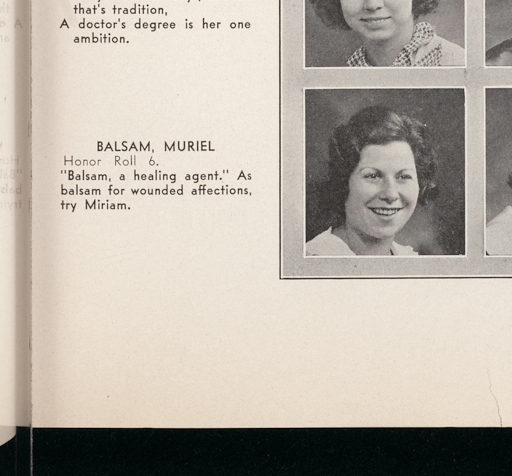 that's tradition,
A doctor's degree is her one
ambition.
BALSAM, MURIEL
Honor Roll 6.
"Balsam, a healing agent." As
balsam for wounded affections,
try Miriam.